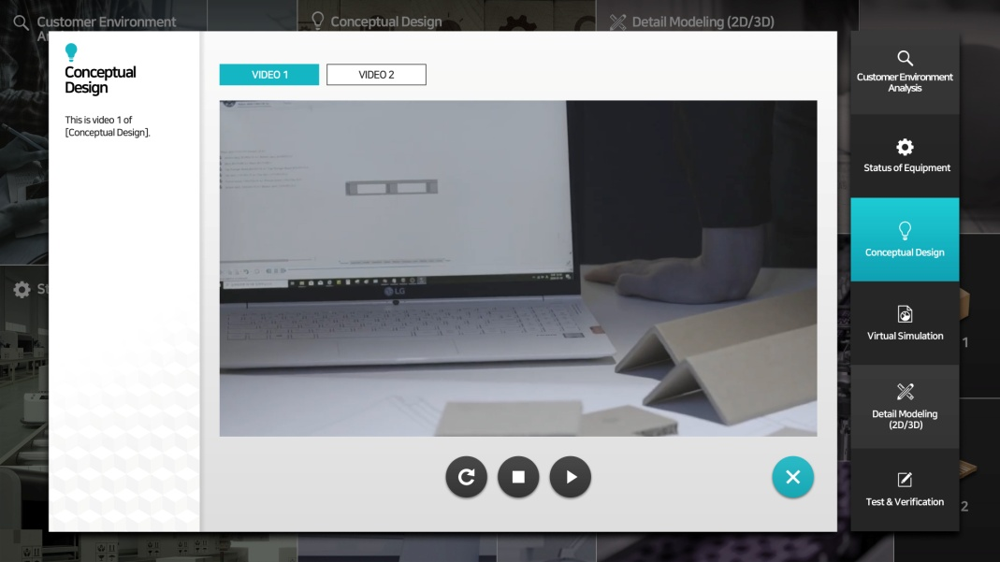 Customer Environment
Conceptual Design
Detail Modeling (2D/3D)
Conceptual
Design
This is video 1 of
[Conceptual Design].
VIDEO 1
VIDEO 2
LG
Customer Environment
Analysis
Status of Equipment
Conceptual Design
Virtual Simulation
Detail Modeling
(2D/3D)
Test & Verification
1
2